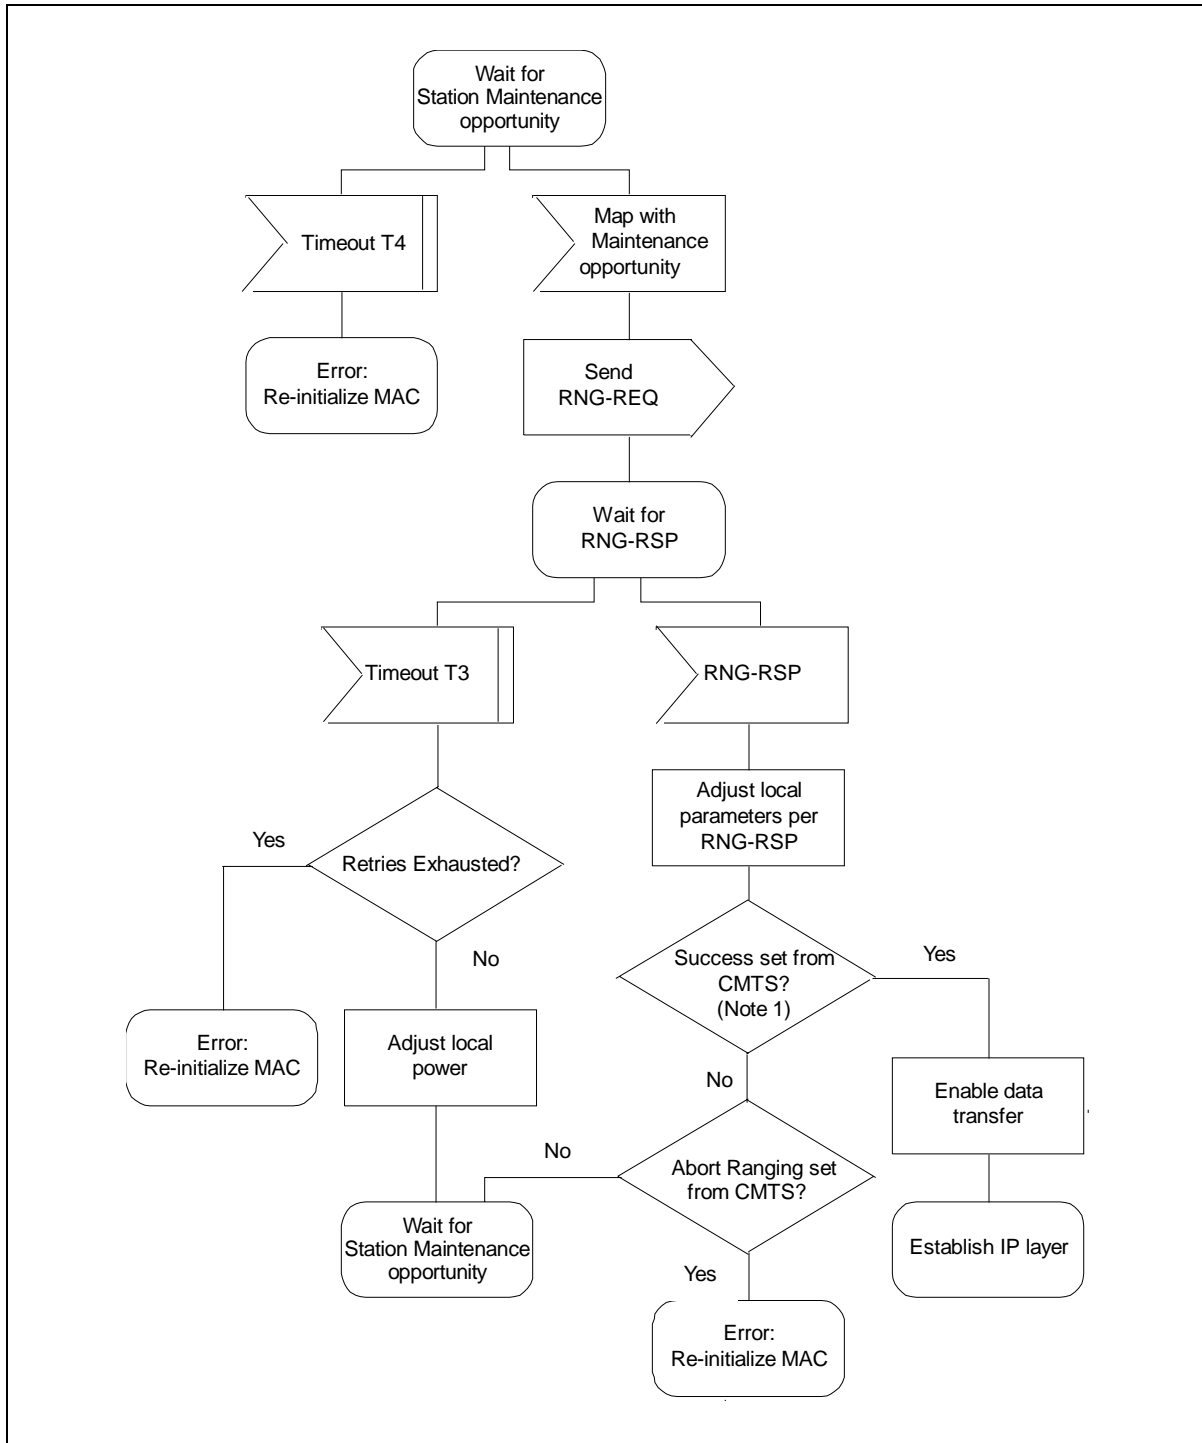 Wait for
Station Maintenance
opportunity
Timeout T4
Map with
Maintenance
opportunity
Error:
Re-initialize MAC
Send
RNG-REQ
Wait for
RNG-RSP
Timeout T3
RNG-RSP
Adjust local
parameters per
RNG-RSP
Yes
Retries Exhausted?
No
Success set from
CMTS?
(Note 1)
Yes
Error:
Re-initialize MAC
Adjust local
power
No
Enable data
transfer
No
Abort Ranging set
from CMTS?
Wait for
Station Maintenance
opportunity
Establish IP layer
Yes
Error:
Re-initialize MAC